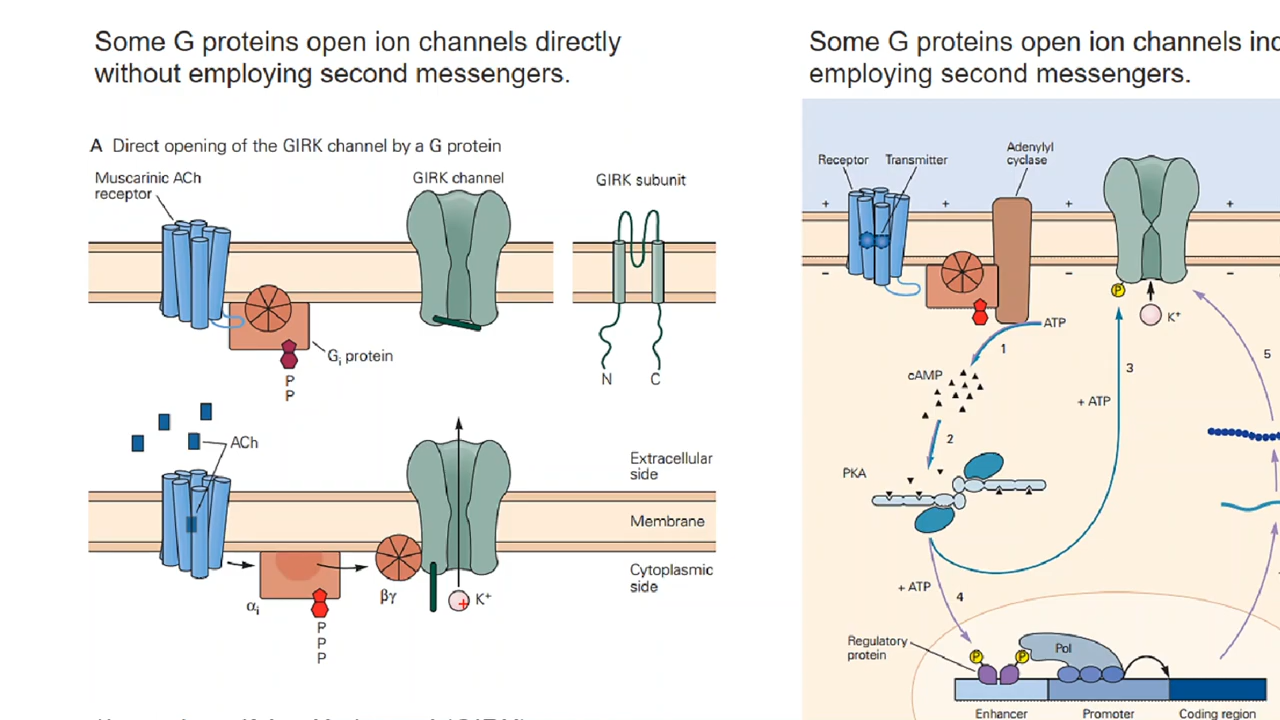 Some G proteins open ion channels directly
without employing second messengers.
A Direct opening of the GIRK channel by a G protein
Muscarinic ACh
receptor
GIRK channel
GIRK subunit
Gi protein
P
P
N
C
ACh
Extracellular
side
Membrane
Cytoplasmic
side
αi
βγ
K+
P
P
P
Some G proteins open ion channels
employing second messengers.
Receptor
Transmitter
Adenylyl
cyclase
+
+
+
+
–
–
–
P
K+
ATP
1
cAMP
3
5
+ ATP
2
PKA
+ ATP
4
Regulatory
protein
P
P
Pol
Enhancer
Promoter
Coding region